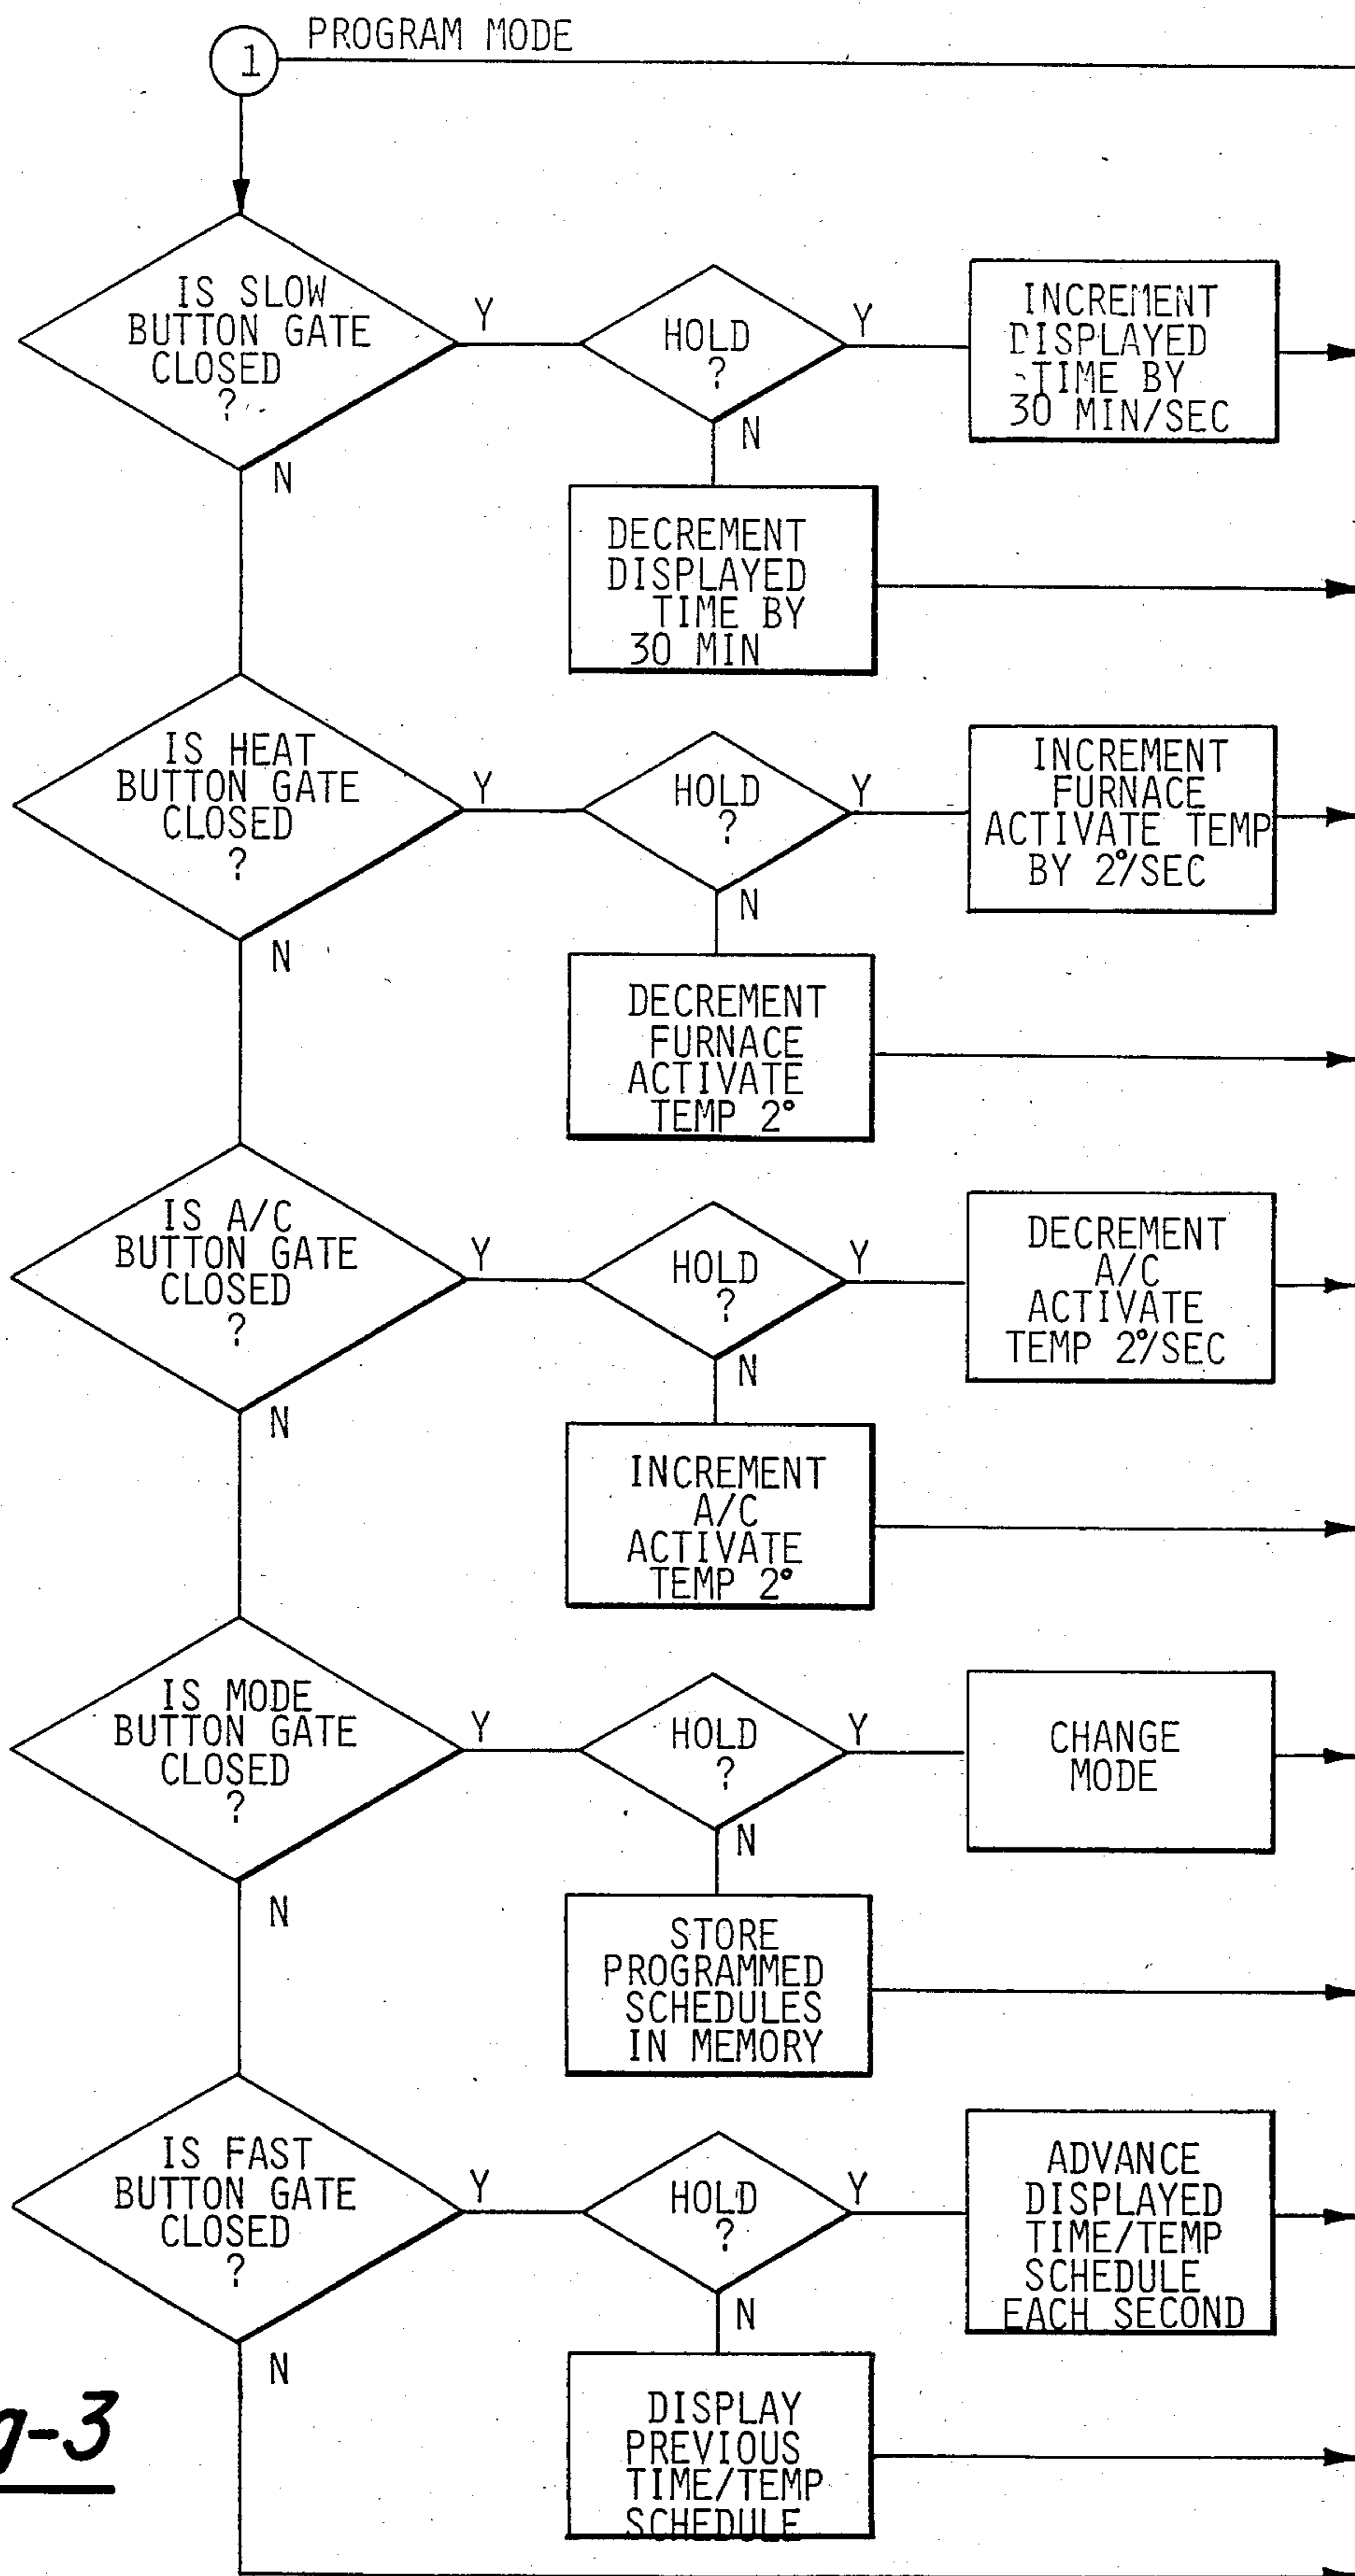 1
PROGRAM MODE
IS SLOW
BUTTON GATE
CLOSED
?
Y
N
HOLD
?
Y
N
INCREMENT
DISPLAYED
TIME BY
30 MIN/SEC
DECREMENT
DISPLAYED
TIME BY
30 MIN
IS HEAT
BUTTON GATE
CLOSED
?
Y
N
HOLD
?
Y
N
INCREMENT
FURNACE
ACTIVATE TEMP
BY 2°/SEC
DECREMENT
FURNACE
ACTIVATE
TEMP 2°
IS A/C
BUTTON GATE
CLOSED
?
Y
N
HOLD
?
Y
N
DECREMENT
A/C
ACTIVATE
TEMP 2°/SEC
INCREMENT
A/C
ACTIVATE
TEMP 2°
IS MODE
BUTTON GATE
CLOSED
?
Y
N
HOLD
?
Y
N
CHANGE
MODE
STORE
PROGRAMMED
SCHEDULES
IN MEMORY
IS FAST
BUTTON GATE
CLOSED
?
Y
N
HOLD
?
Y
N
ADVANCE
DISPLAYED
TIME/TEMP
SCHEDULE
EACH SECOND
DISPLAY
PREVIOUS
TIME/TEMP
SCHEDULE
g-3